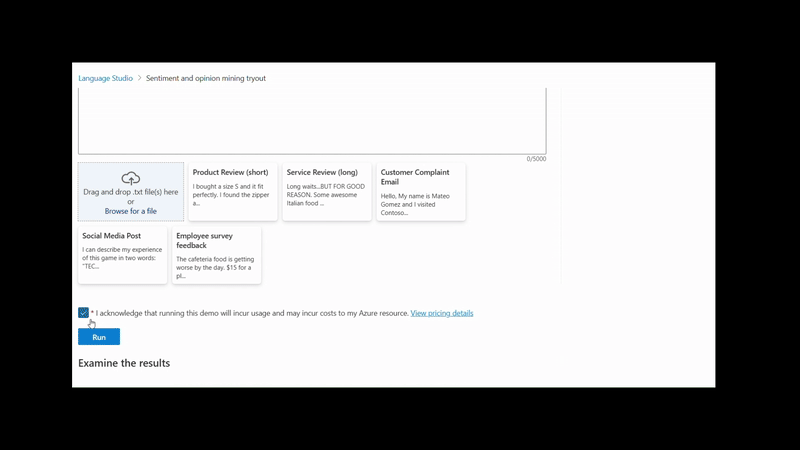 Language Studio > Sentiment and opinion mining tryout
0/5000
Drag and drop .txt file(s) here
or
Browse for a file
Product Review (short)
I bought a size S and it fit
perfectly. I found the zipper
a...
Service Review (long)
Long waits...BUT FOR GOOD
REASON. Some awesome
Italian food ...
Customer Complaint
Email
Hello, My name is Mateo
Gomez and I visited
Contoso...
Social Media Post
I can describe my experience
of this game in two words:
"TEC...
Employee survey
feedback
The cafeteria food is getting
worse by the day. $15 for a
pl...
* I acknowledge that running this demo will incur usage and may incur costs to my Azure resource. View pricing details
Run
Examine the results